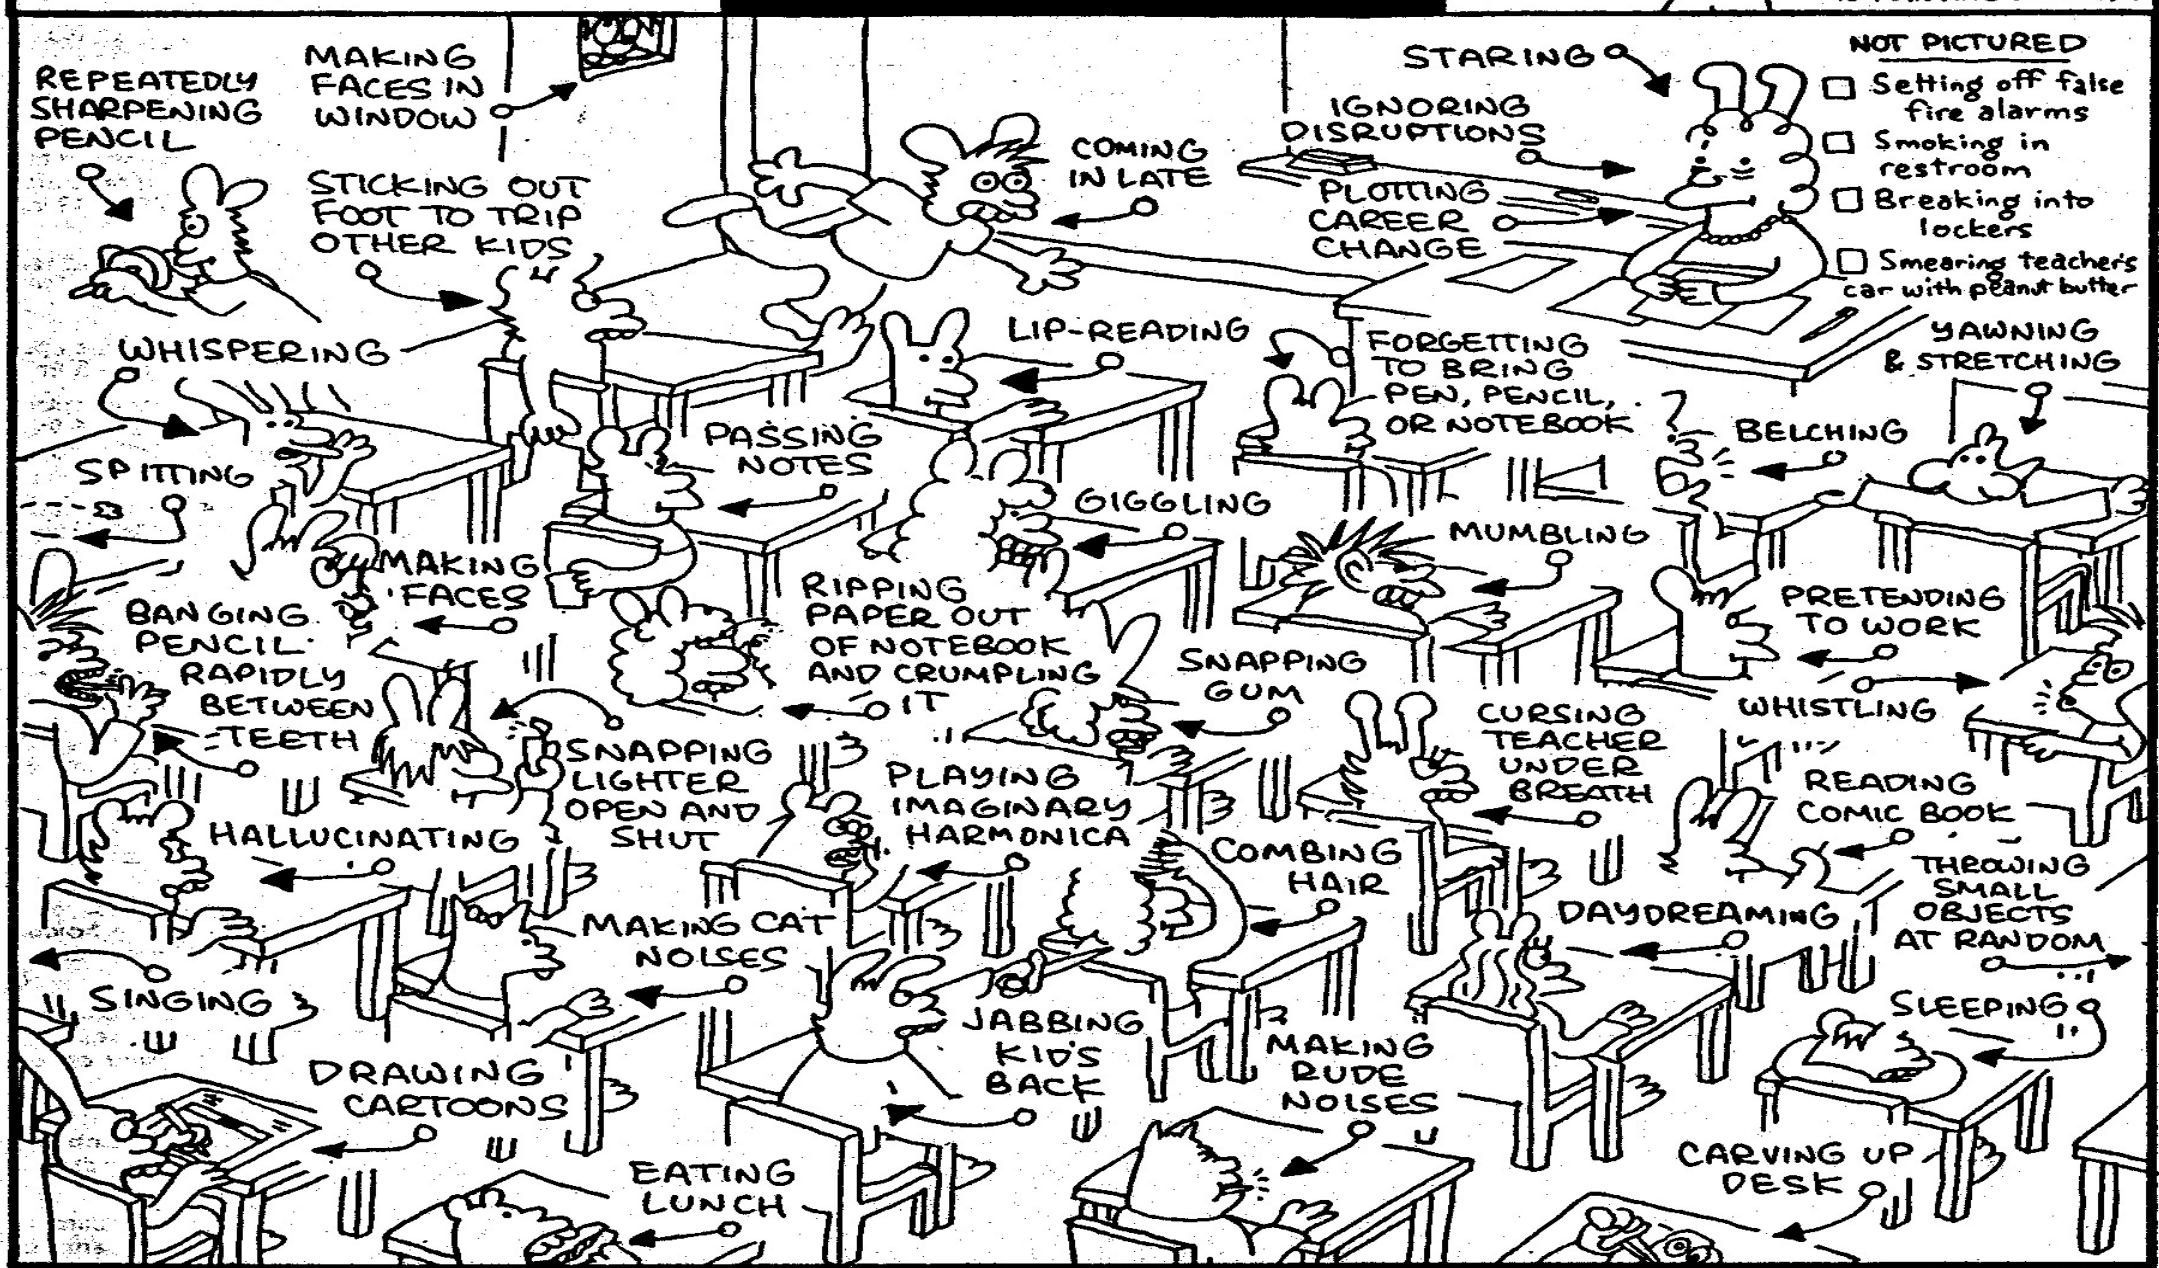 REPEATEDLY
SHARPENING
PENCIL
MAKING
FACES IN
WINDOW
STICKING OUT
FOOT TO TRIP
OTHER KIDS
COMING
IN LATE
STARING
IGNORING
DISRUPTIONS
PLOTTING
CAREER
CHANGE
NOT PICTURED
Setting off false
fire alarms
Smoking in
restroom
Breaking into
lockers
Smearing teacher's
car with peanut butter
WHISPERING
LIP-READING
FORGETTING
TO BRING
PEN, PENCIL,
OR NOTEBOOK
YAWNING
& STRETCHING
SPITTING
PASSING
NOTES
GIGGLING
BELCHING
MUMBLING
MAKING
FACES
BANGING
PENCIL
RAPIDLY
BETWEEN
TEETH
RIPPING
PAPER OUT
OF NOTEBOOK
AND CRUMPLING
IT
SNAPPING
GUM
PRETENDING
TO WORK
WHISTLING
SNAPPING
LIGHTER
OPEN AND
SHUT
PLAYING
IMAGINARY
HARMONICA
CURSING
TEACHER
UNDER
BREATH
READING
COMIC BOOK
HALLUCINATING
COMBING
HAIR
THROWING
SMALL
OBJECTS
AT RANDOM
MAKING CAT
NOISES
DAYDREAMING
SINGING
JABBING
KID'S
BACK
MAKING
RUDE
NOISES
SLEEPING
DRAWING
CARTOONS
EATING
LUNCH
CARVING UP
DESK